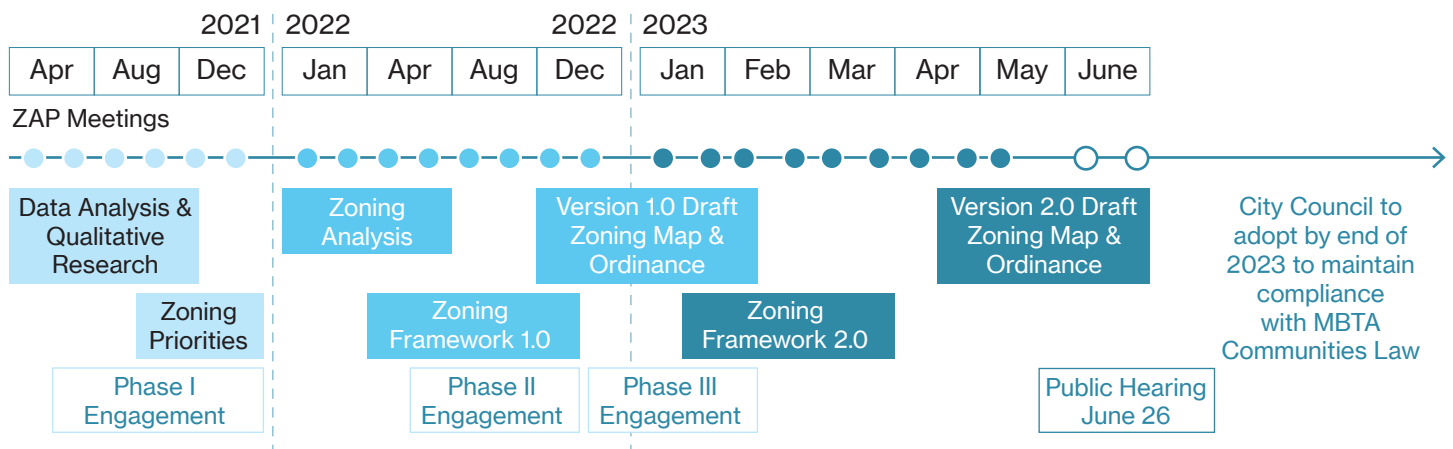 2021
2022
2022
2023
Apr
Aug
Dec
Jan
Apr
Aug
Dec
Jan
Feb
Mar
Apr
May
June
ZAP Meetings
Data Analysis &
Qualitative
Research
Zoning
Analysis
Version 1.0 Draft
Zoning Map &
Ordinance
Version 2.0 Draft
Zoning Map &
Ordinance
City Council to
adopt by end of
2023 to maintain
compliance
with MBTA
Communities Law
Zoning
Priorities
Zoning
Framework 1.0
Zoning
Framework 2.0
Phase I
Engagement
Phase II
Engagement
Phase III
Engagement
Public Hearing
June 26